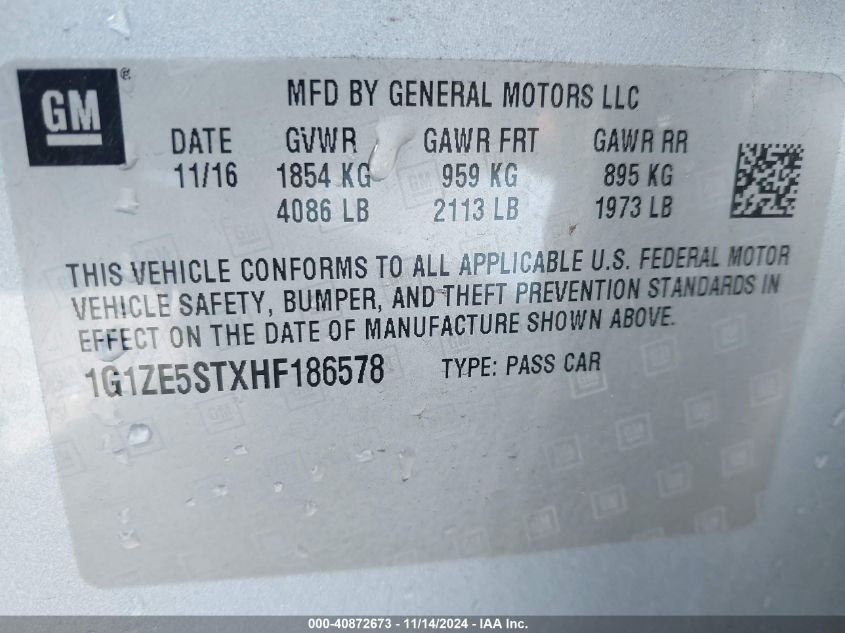 GM ®
MFD BY GENERAL MOTORS LLC
DATE GVWR GAWR FRT GAWR RR
11/16 1854 KG 959 KG 895 KG
4086 LB 2113 LB 1973 LB
THIS VEHICLE CONFORMS TO ALL APPLICABLE U.S. FEDERAL MOTOR
VEHICLE SAFETY, BUMPER, AND THEFT PREVENTION STANDARDS IN
EFFECT ON THE DATE OF MANUFACTURE SHOWN ABOVE.
1G1ZE5STXHF186578 TYPE: PASS CAR
000-40872673 - 11/14/2024 - IAA Inc.